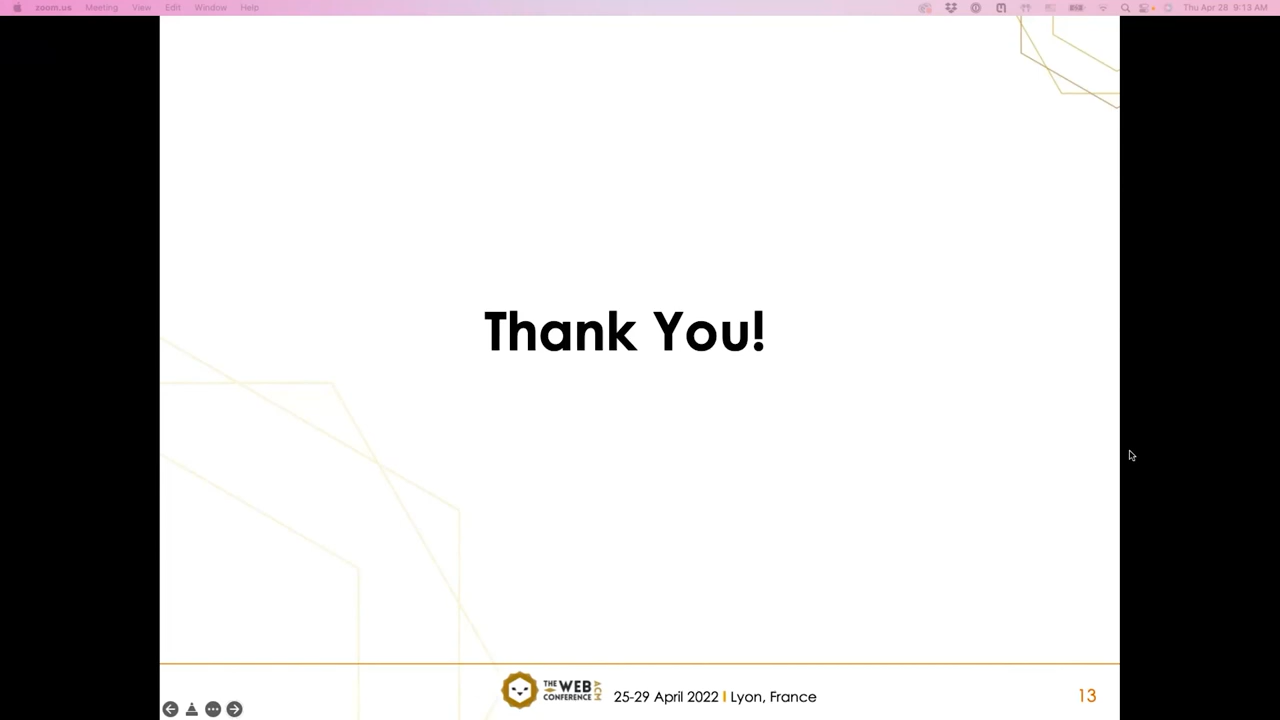 zoom.us Meeting View Edit Window Help Thu Apr 28 9:13 AM
Thank You!
THE WEB CONFERENCE ACM
25-29 April 2022 | Lyon, France
13